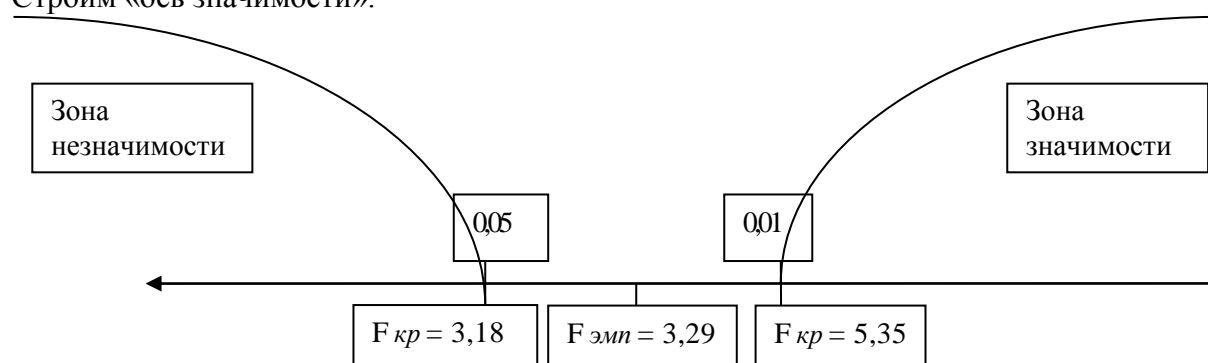 Строим «ось значимости».
Зона
незначимости
Зона
значимости
0,05
0,01
F кр = 3,18
F эмп = 3,29
F кр = 5,35